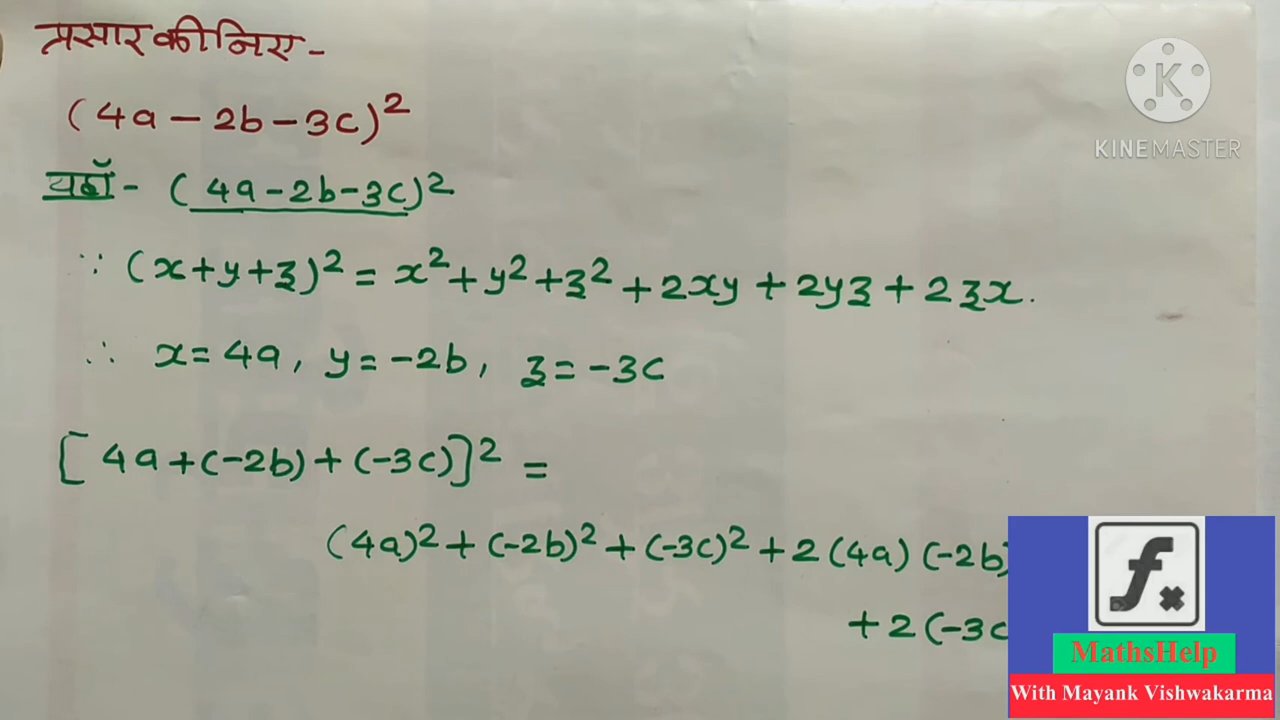 प्रसार कीजिए -
(4a - 2b - 3c)²
यहाँ - (4a - 2b - 3c)²
∵ (x+y+z)² = x² + y² + z² + 2xy + 2yz + 2zx.
∴ x = 4a, y = -2b, z = -3c
[4a + (-2b) + (-3c)]² =
(4a)² + (-2b)² + (-3c)² + 2(4a)(-2b)
+ 2(-3c
KINEMASTER
K
fx
MathsHelp
With Mayank Vishwakarma